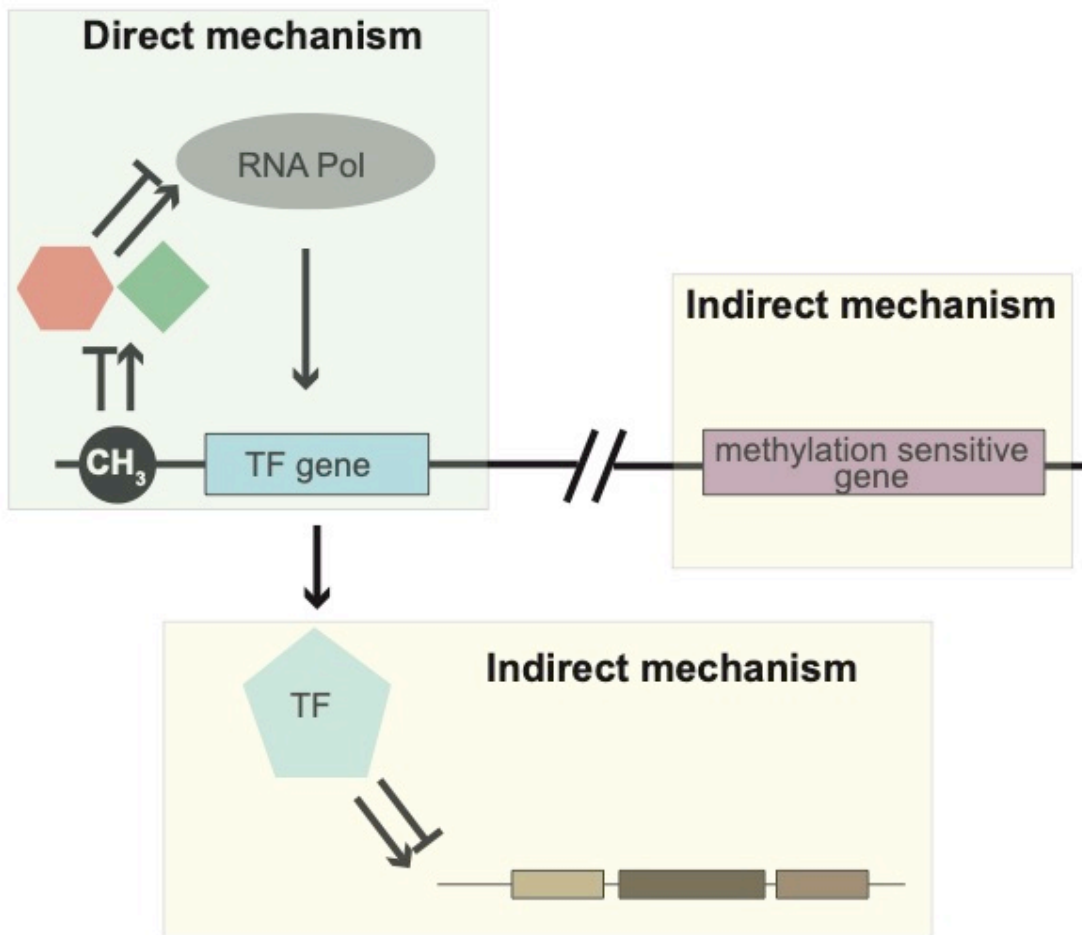 Direct mechanism
RNA Pol
Indirect mechanism
CH₃
TF gene
methylation sensitive
gene
TF
Indirect mechanism